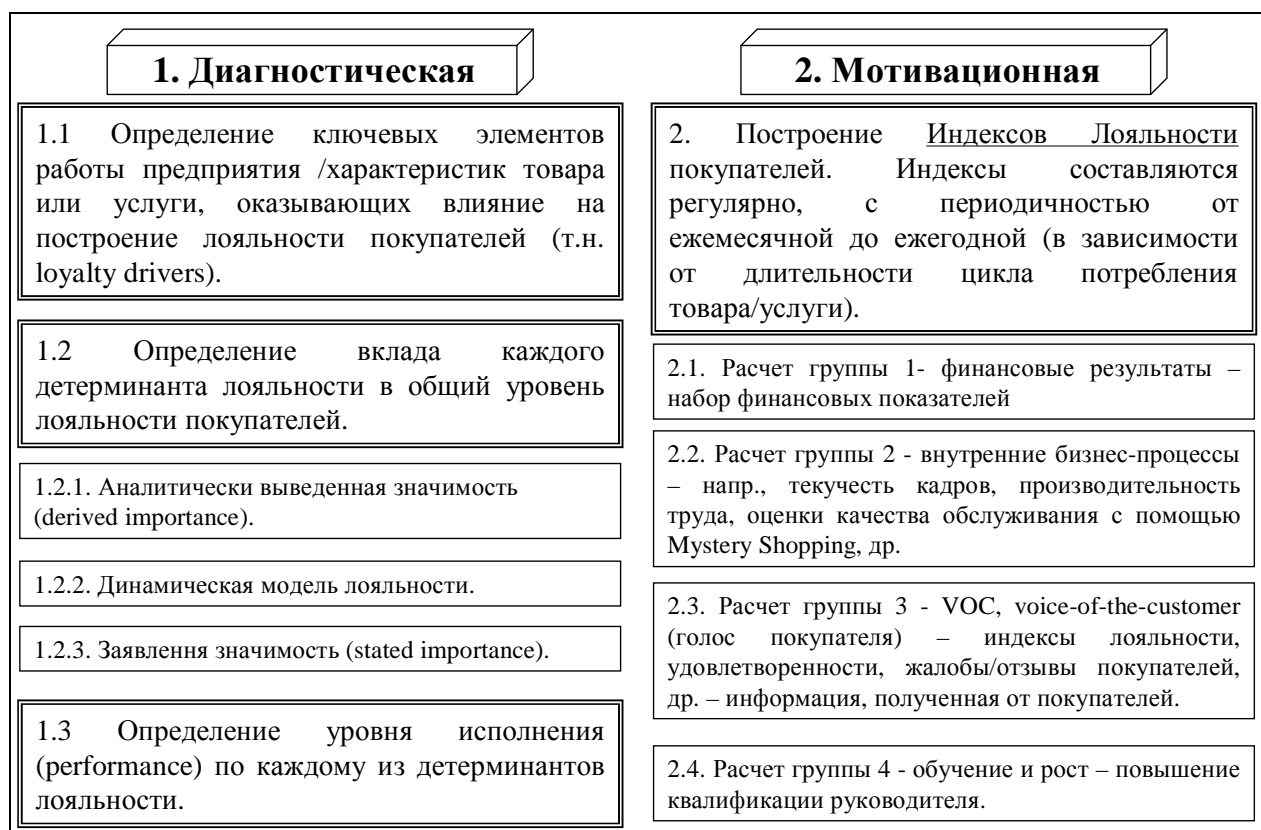 1. Диагностическая
1.1 Определение ключевых элементов
работы предприятия /характеристик товара
или услуги, оказывающих влияние на
построение лояльности покупателей (т.н.
loyalty drivers).
1.2 Определение вклада каждого
детерминанта лояльности в общий уровень
лояльности покупателей.
1.2.1. Аналитически выведенная значимость
(derived importance).
1.2.2. Динамическая модель лояльности.
1.2.3. Заявлення значимость (stated importance).
1.3 Определение уровня исполнения
(performance) по каждому из детерминантов
лояльности.
2. Мотивационная
2. Построение Индексов Лояльности
покупателей. Индексы составляются
регулярно, с периодичностью от
ежемесячной до ежегодной (в зависимости
от длительности цикла потребления
товара/услуги).
2.1. Расчет группы 1- финансовые результаты –
набор финансовых показателей
2.2. Расчет группы 2 - внутренние бизнес-процессы
– напр., текучесть кадров, производительность
труда, оценки качества обслуживания с помощью
Mystery Shopping, др.
2.3. Расчет группы 3 - VOC, voice-of-the-customer
(голос покупателя) – индексы лояльности,
удовлетворенности, жалобы/отзывы покупателей,
др. – информация, полученная от покупателей.
2.4. Расчет группы 4 - обучение и рост – повышение
квалификации руководителя.